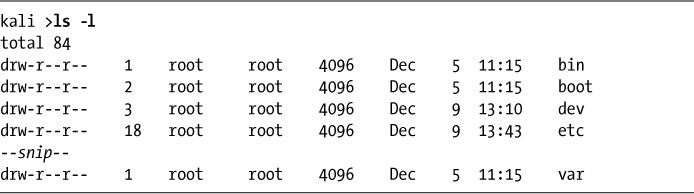 kali >ls -l
total 84
drw-r--r-- 1 root root 4096 Dec 5 11:15 bin
drw-r--r-- 2 root root 4096 Dec 5 11:15 boot
drw-r--r-- 3 root root 4096 Dec 9 13:10 dev
drw-r--r-- 18 root root 4096 Dec 9 13:43 etc
--snip--
drw-r--r-- 1 root root 4096 Dec 5 11:15 var